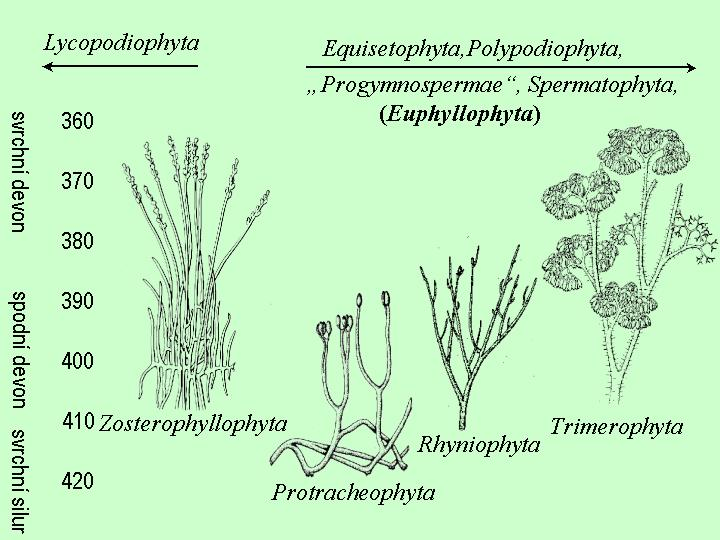 Lycopodiophyta
Equisetophyta,Polypodiophyta,
„Progymnospermae“, Spermatophyta,
(Euphyllophyta)
svrchní devon
spodní devon
svrchní silur
360
370
380
390
400
410
420
Zosterophyllophyta
Trimerophyta
Rhyniophyta
Protracheophyta